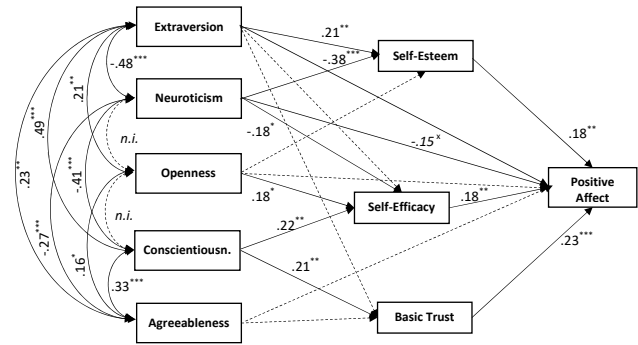 Extraversion
.21**
Self-Esteem
-.48***
-.38***
.21**
.49***
Neuroticism
-.18*
n.i.
-.15x
.18**
.23**
-.41***
Openness
.18*
.18**
Positive
Affect
Self-Efficacy
n.i.
.22**
-.27***
.16*
Conscientiousn.
.21**
.23***
.33***
Agreeableness
Basic Trust